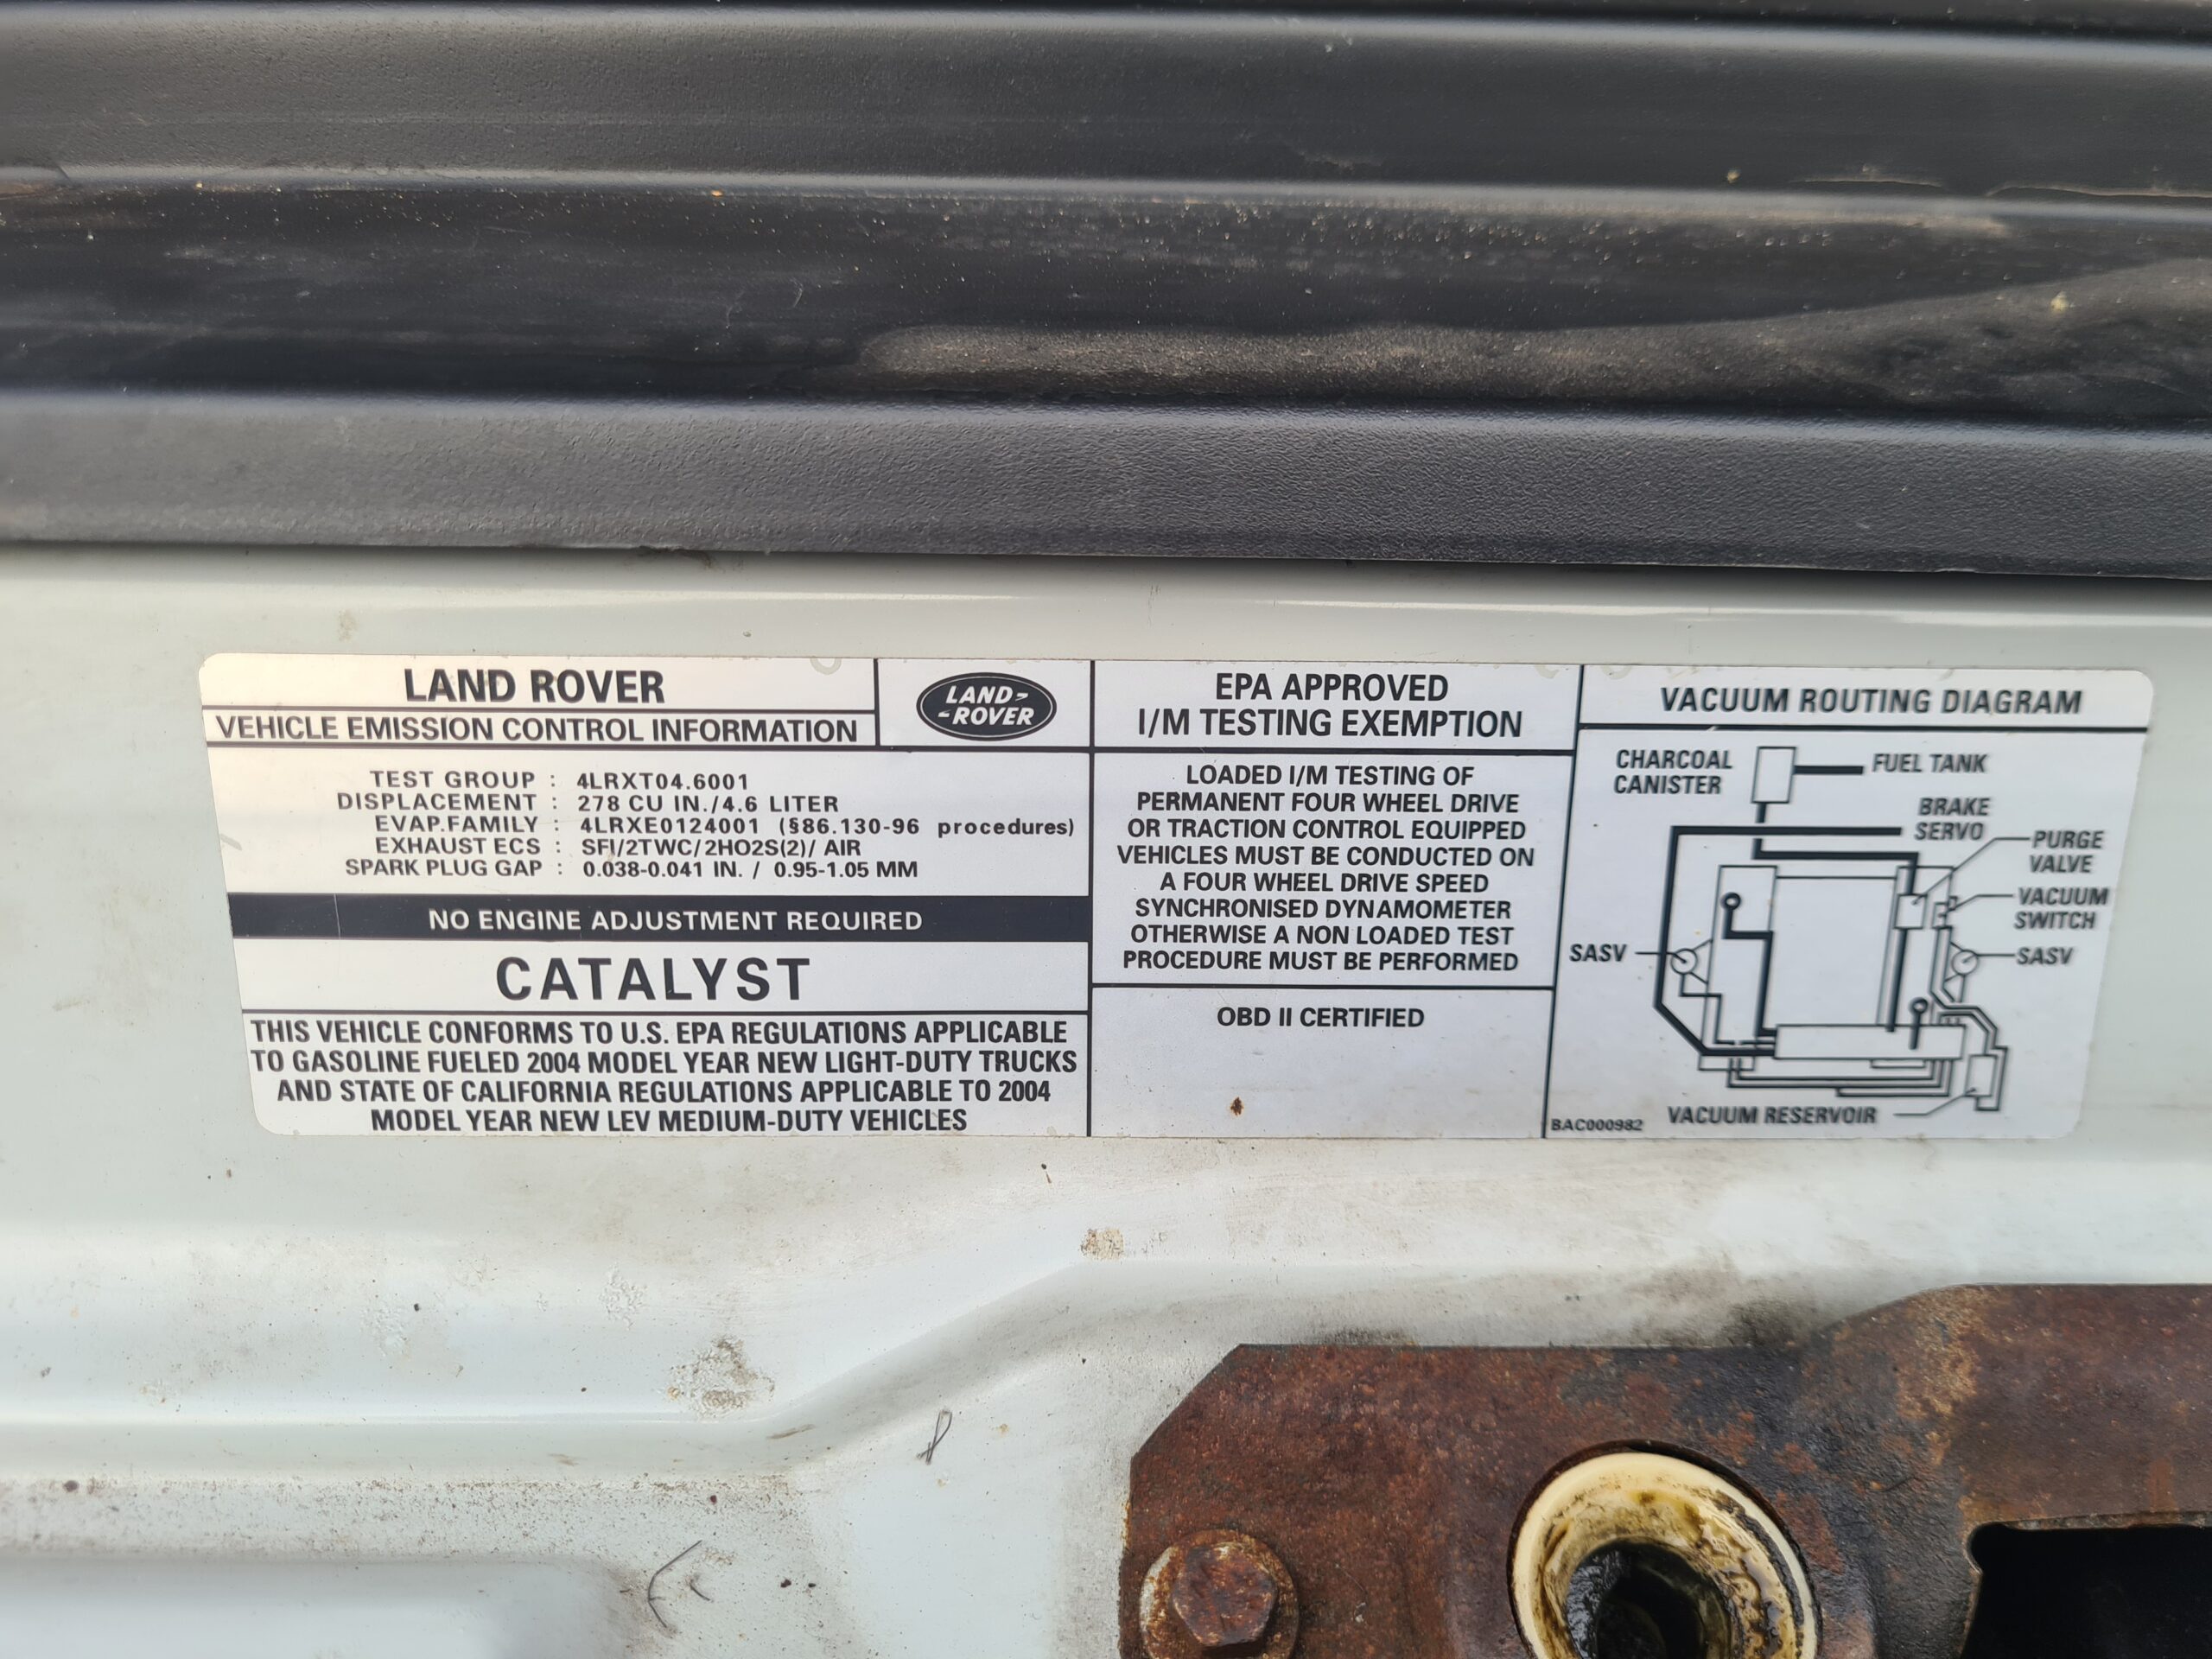 LAND ROVER
VEHICLE EMISSION CONTROL INFORMATION
LAND-
-ROVER
TEST GROUP : 4LRXT04.6001
DISPLACEMENT : 278 CU IN./4.6 LITER
EVAP.FAMILY : 4LRXE0124001 (§86.130-96 procedures)
EXHAUST ECS : SFI/2TWC/2HO2S(2)/ AIR
SPARK PLUG GAP : 0.038-0.041 IN. / 0.95-1.05 MM
NO ENGINE ADJUSTMENT REQUIRED
CATALYST
THIS VEHICLE CONFORMS TO U.S. EPA REGULATIONS APPLICABLE
TO GASOLINE FUELED 2004 MODEL YEAR NEW LIGHT-DUTY TRUCKS
AND STATE OF CALIFORNIA REGULATIONS APPLICABLE TO 2004
MODEL YEAR NEW LEV MEDIUM-DUTY VEHICLES
EPA APPROVED
I/M TESTING EXEMPTION
LOADED I/M TESTING OF
PERMANENT FOUR WHEEL DRIVE
OR TRACTION CONTROL EQUIPPED
VEHICLES MUST BE CONDUCTED ON
A FOUR WHEEL DRIVE SPEED
SYNCHRONISED DYNAMOMETER
OTHERWISE A NON LOADED TEST
PROCEDURE MUST BE PERFORMED
OBD II CERTIFIED
VACUUM ROUTING DIAGRAM
CHARCOAL
CANISTER
FUEL TANK
BRAKE
SERVO
PURGE
VALVE
VACUUM
SWITCH
SASV
SASV
VACUUM RESERVOIR
BAC000982